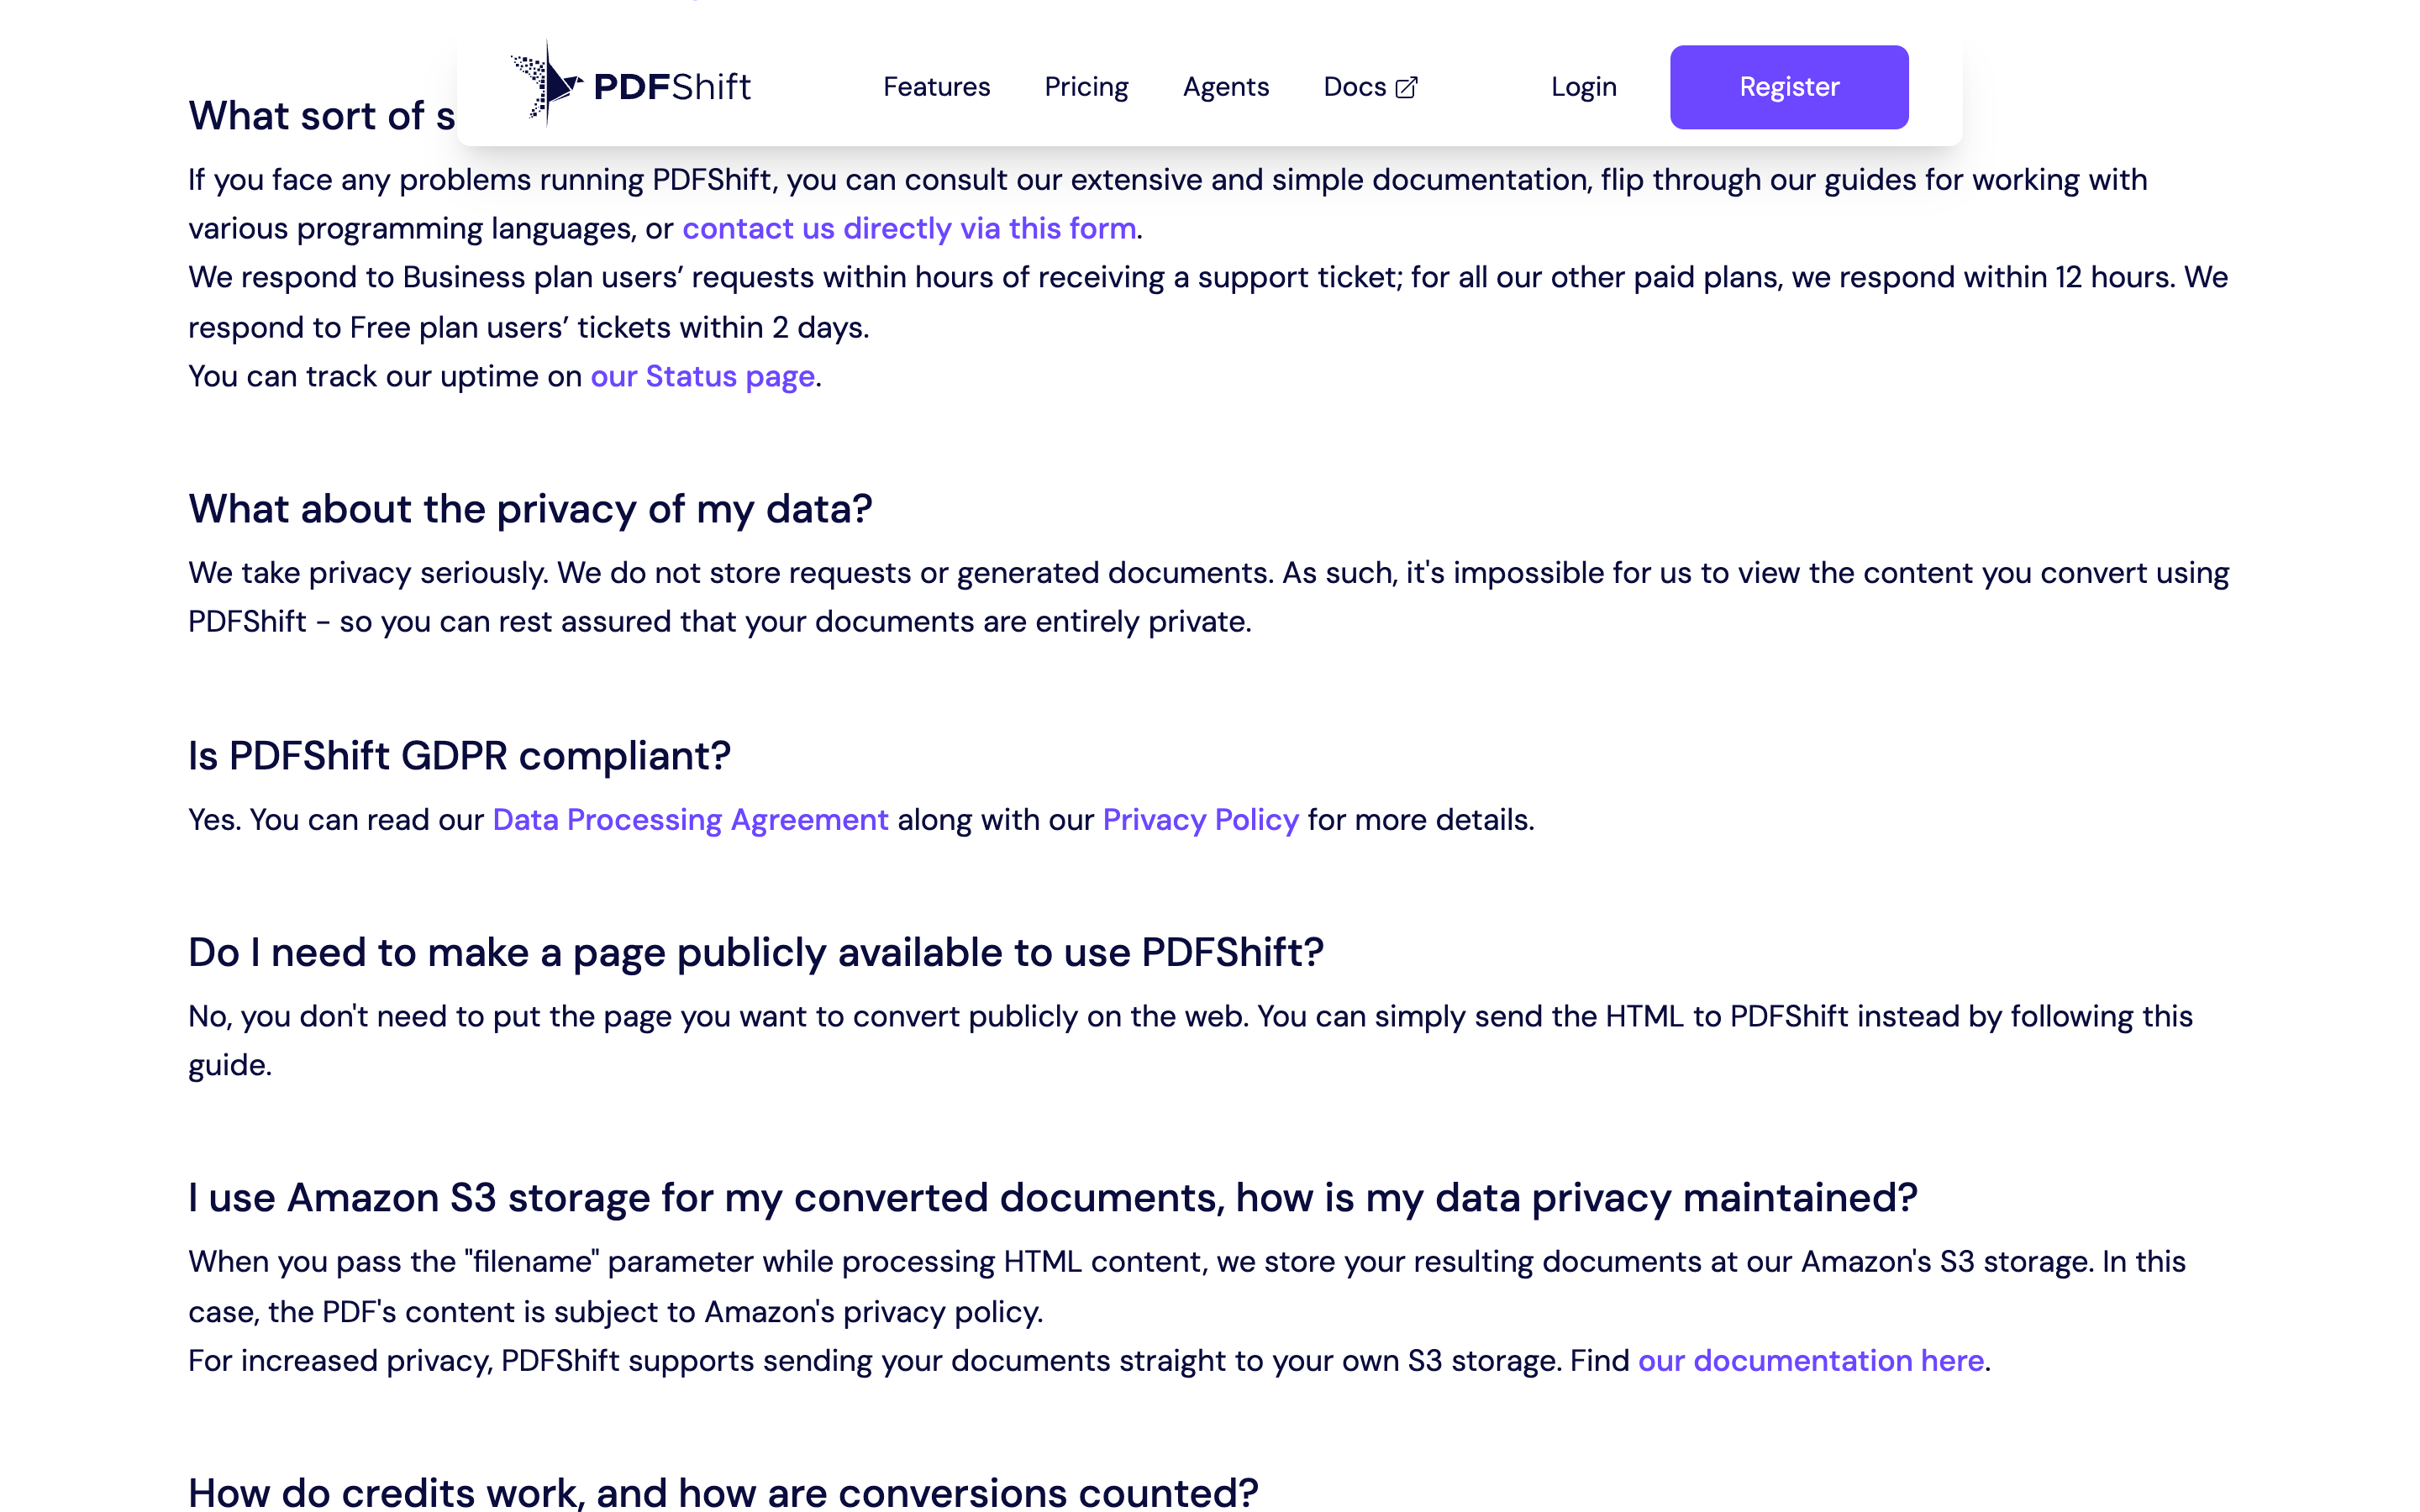 PDFShift
Features
Pricing
Agents
Docs
Login
Register
What sort of s
If you face any problems running PDFShift, you can consult our extensive and simple documentation, flip through our guides for working with
various programming languages, or contact us directly via this form.
We respond to Business plan users’ requests within hours of receiving a support ticket; for all our other paid plans, we respond within 12 hours. We
respond to Free plan users’ tickets within 2 days.
You can track our uptime on our Status page.
What about the privacy of my data?
We take privacy seriously. We do not store requests or generated documents. As such, it's impossible for us to view the content you convert using
PDFShift - so you can rest assured that your documents are entirely private.
Is PDFShift GDPR compliant?
Yes. You can read our Data Processing Agreement along with our Privacy Policy for more details.
Do I need to make a page publicly available to use PDFShift?
No, you don't need to put the page you want to convert publicly on the web. You can simply send the HTML to PDFShift instead by following this
guide.
I use Amazon S3 storage for my converted documents, how is my data privacy maintained?
When you pass the "filename" parameter while processing HTML content, we store your resulting documents at our Amazon's S3 storage. In this
case, the PDF's content is subject to Amazon's privacy policy.
For increased privacy, PDFShift supports sending your documents straight to your own S3 storage. Find our documentation here.
How do credits work, and how are conversions counted?